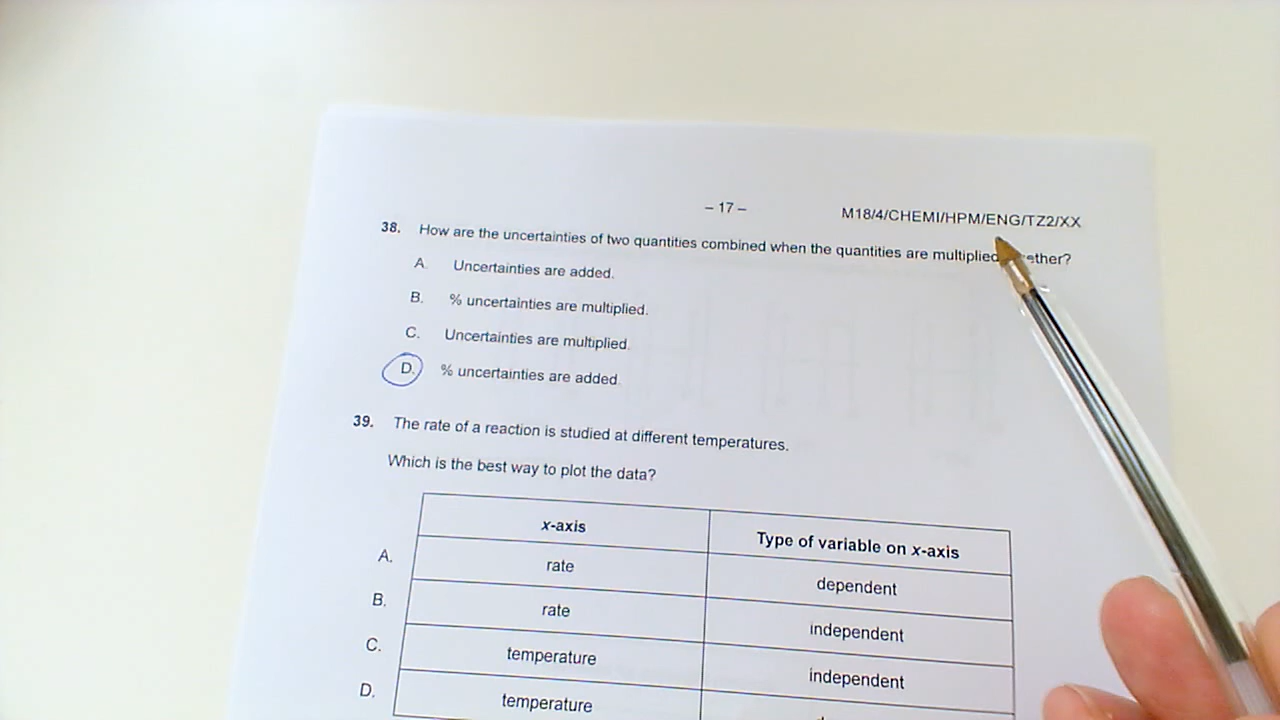 – 17 –
M18/4/CHEMI/HPM/ENG/TZ2/XX
38. How are the uncertainties of two quantities combined when the quantities are multiplied ether?
A. Uncertainties are added.
B. % uncertainties are multiplied.
C. Uncertainties are multiplied.
D. % uncertainties are added.
39. The rate of a reaction is studied at different temperatures.
Which is the best way to plot the data?
x-axis Type of variable on x-axis
A. rate dependent
B. rate independent
C. temperature independent
D. temperature